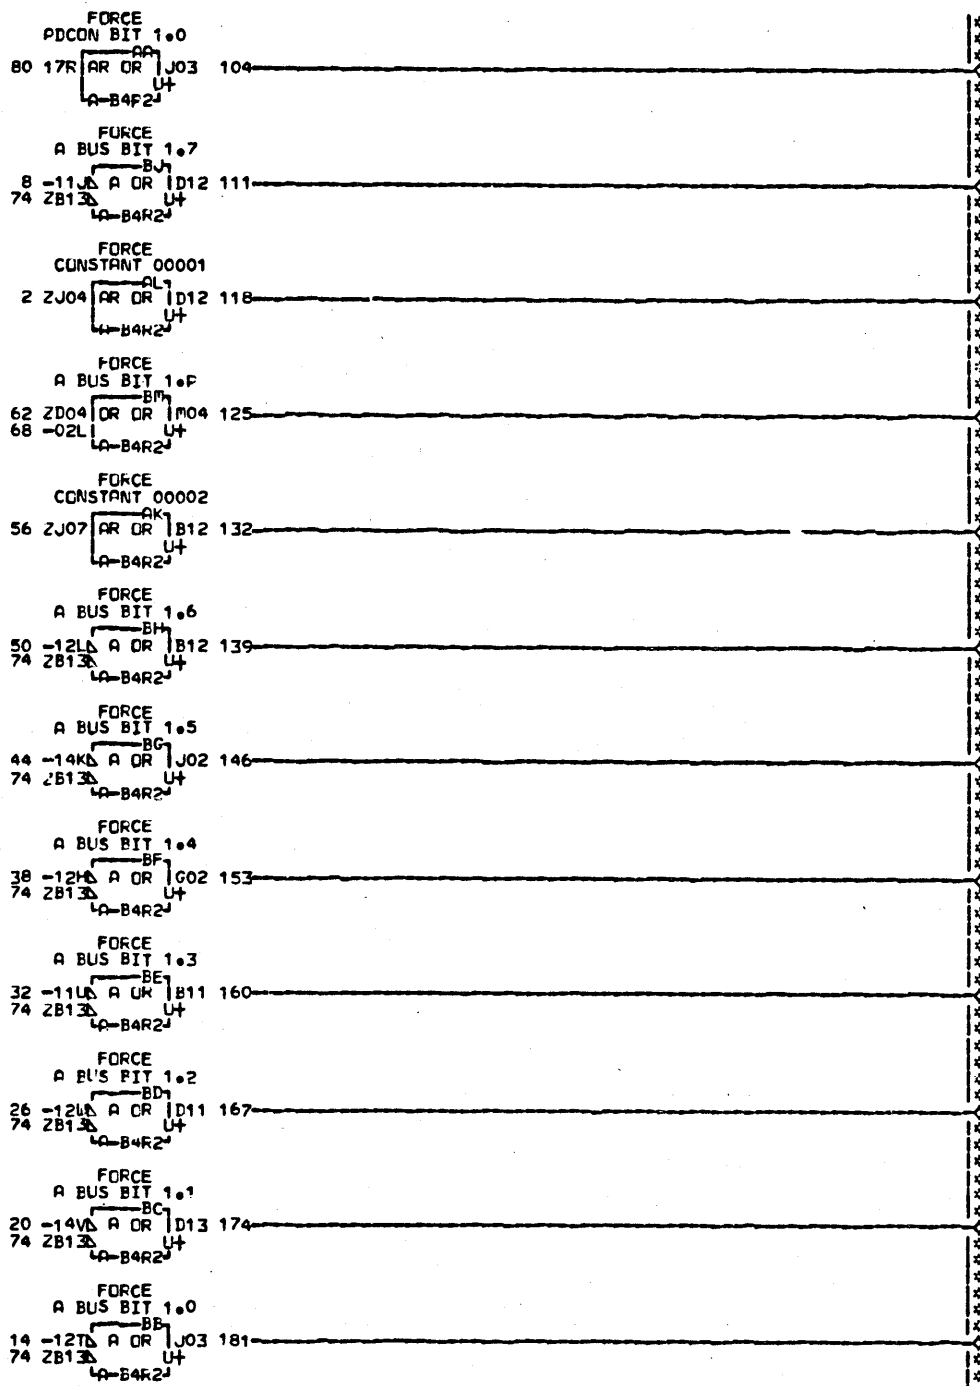 FORCE
ADCON BIT 1.0
AA
80 17R AR OR J03 104
U+
A-B4F2
FORCE
A BUS BIT 1.7
BJ
8 -11J A OR D12 111
74 ZB13 U+
A-B4R2
FORCE
CONSTANT 00001
AL
2 ZJ04 AR OR D12 118
U+
A-B4R2
FORCE
A BUS BIT 1.P
BM
62 ZD04 OR OR M04 125
68 -02L U+
A-B4R2
FORCE
CONSTANT 00002
AK
56 ZJ07 AR OR B12 132
U+
A-B4R2
FORCE
A BUS BIT 1.6
BH
50 -12L A OR B12 139
74 ZB13 U+
A-B4R2
FORCE
A BUS BIT 1.5
BG
44 -14K A OR J02 146
74 ZB13 U+
A-B4R2
FORCE
A BUS BIT 1.4
BF
38 -12H A OR G02 153
74 ZB13 U+
A-B4R2
FORCE
A BUS BIT 1.3
BE
32 -11U A OR B11 160
74 ZB13 U+
A-B4R2
FORCE
A BUS BIT 1.2
BD
26 A OR D11 167
74 ZB13 U+
A-B4R2
FORCE
A BUS BIT 1.1
BC
20 -14V A OR D13 174
74 ZB13 U+
A-B4R2
FORCE
A BUS BIT 1.0
BB
14 -12T A OR J03 181
74 ZB13 U+
A-B4R2